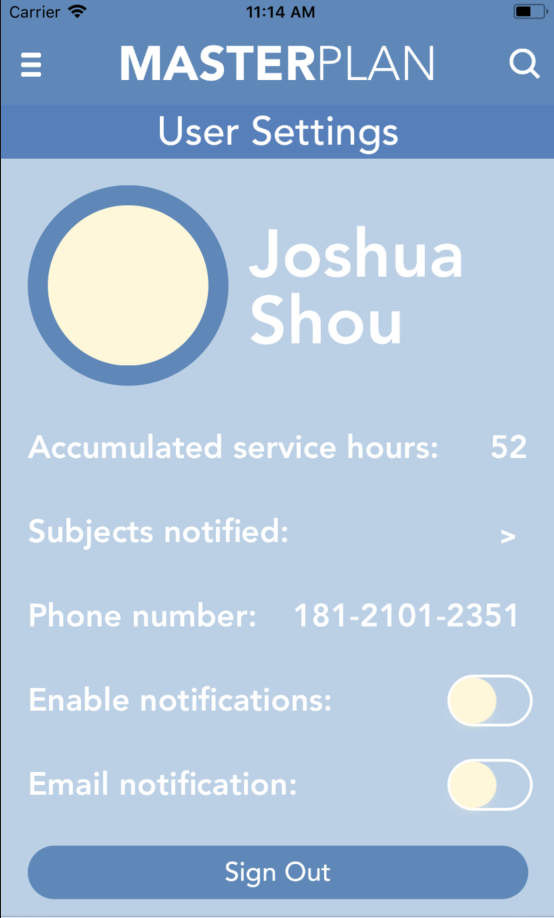 Carrier 11:14 AM
MASTERPLAN
User Settings
Joshua
Shou
Accumulated service hours: 52
Subjects notified: >
Phone number: 181-2101-2351
Enable notifications:
Email notification:
Sign Out